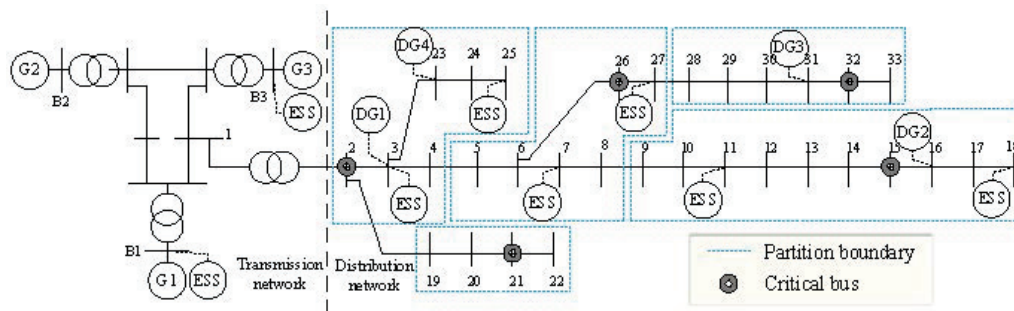 DG4
23 24 25
26 27 28 29 30 31 32 33
DG3
G2
G3
B2
B3
ESS
1
ESS
ESS
DG1
DG2
2 3 4 5 6 7 8 9 10 11 12 13 14 15 16 17 18
ESS
ESS
ESS
ESS
B1
G1
ESS
Transmission
network
Distribution
network
19 20 21 22
Partition boundary
Critical bus